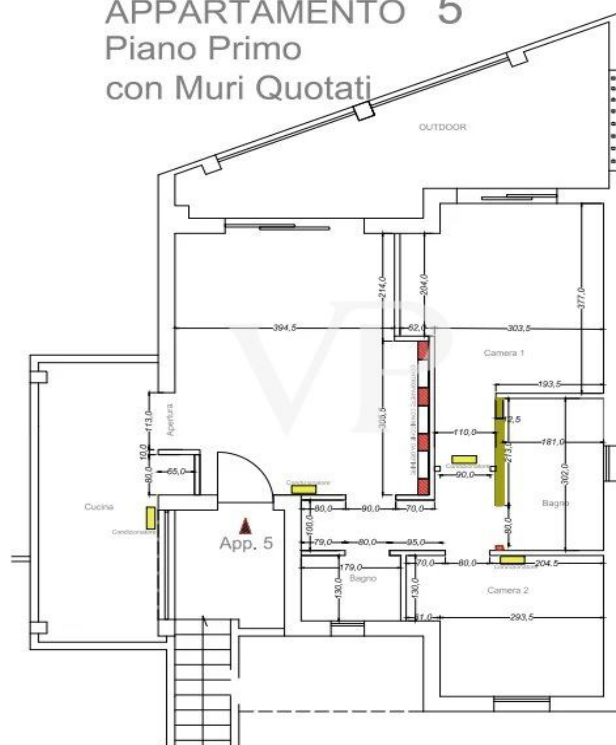 APPARTAMENTO 5
Piano Primo
con Muri Quotati
OUTDOOR
214,0
204,0
377,0
394,5
62,0
303,5
VP
Camera 1
193,5
Apertura
113,0
12,5
110,0
181,0
213,0
302,0
10,0
80,0
65,0
Condizionatore
90,0
Cucina
Condizionatore
Condizionatore
80,0
90,0
70,0
Bagno
100,0
80,0
App. 5
79,0
80,0
95,0
179,0
Bagno
130,0
130,0
70,0
80,0
204,5
Camera 2
293,5